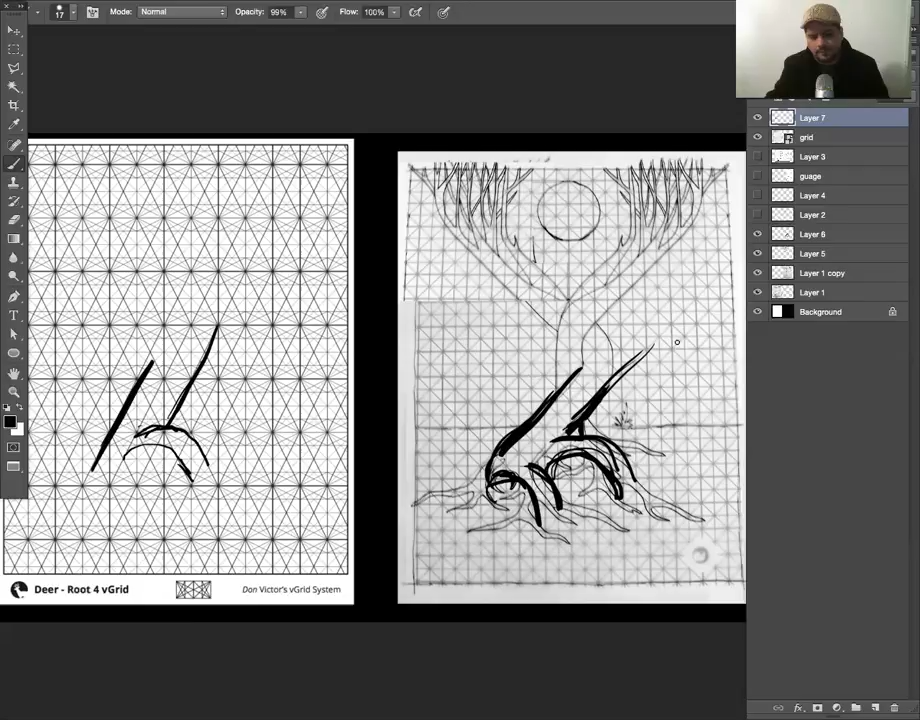 17
Mode: Normal
Opacity: 99%
Flow: 100%
Layer 7
grid
Layer 3
guage
Layer 4
Layer 2
Layer 6
Layer 5
Layer 1 copy
Layer 1
Background
Deer - Root 4 vGrid
Don Victor's vGrid System